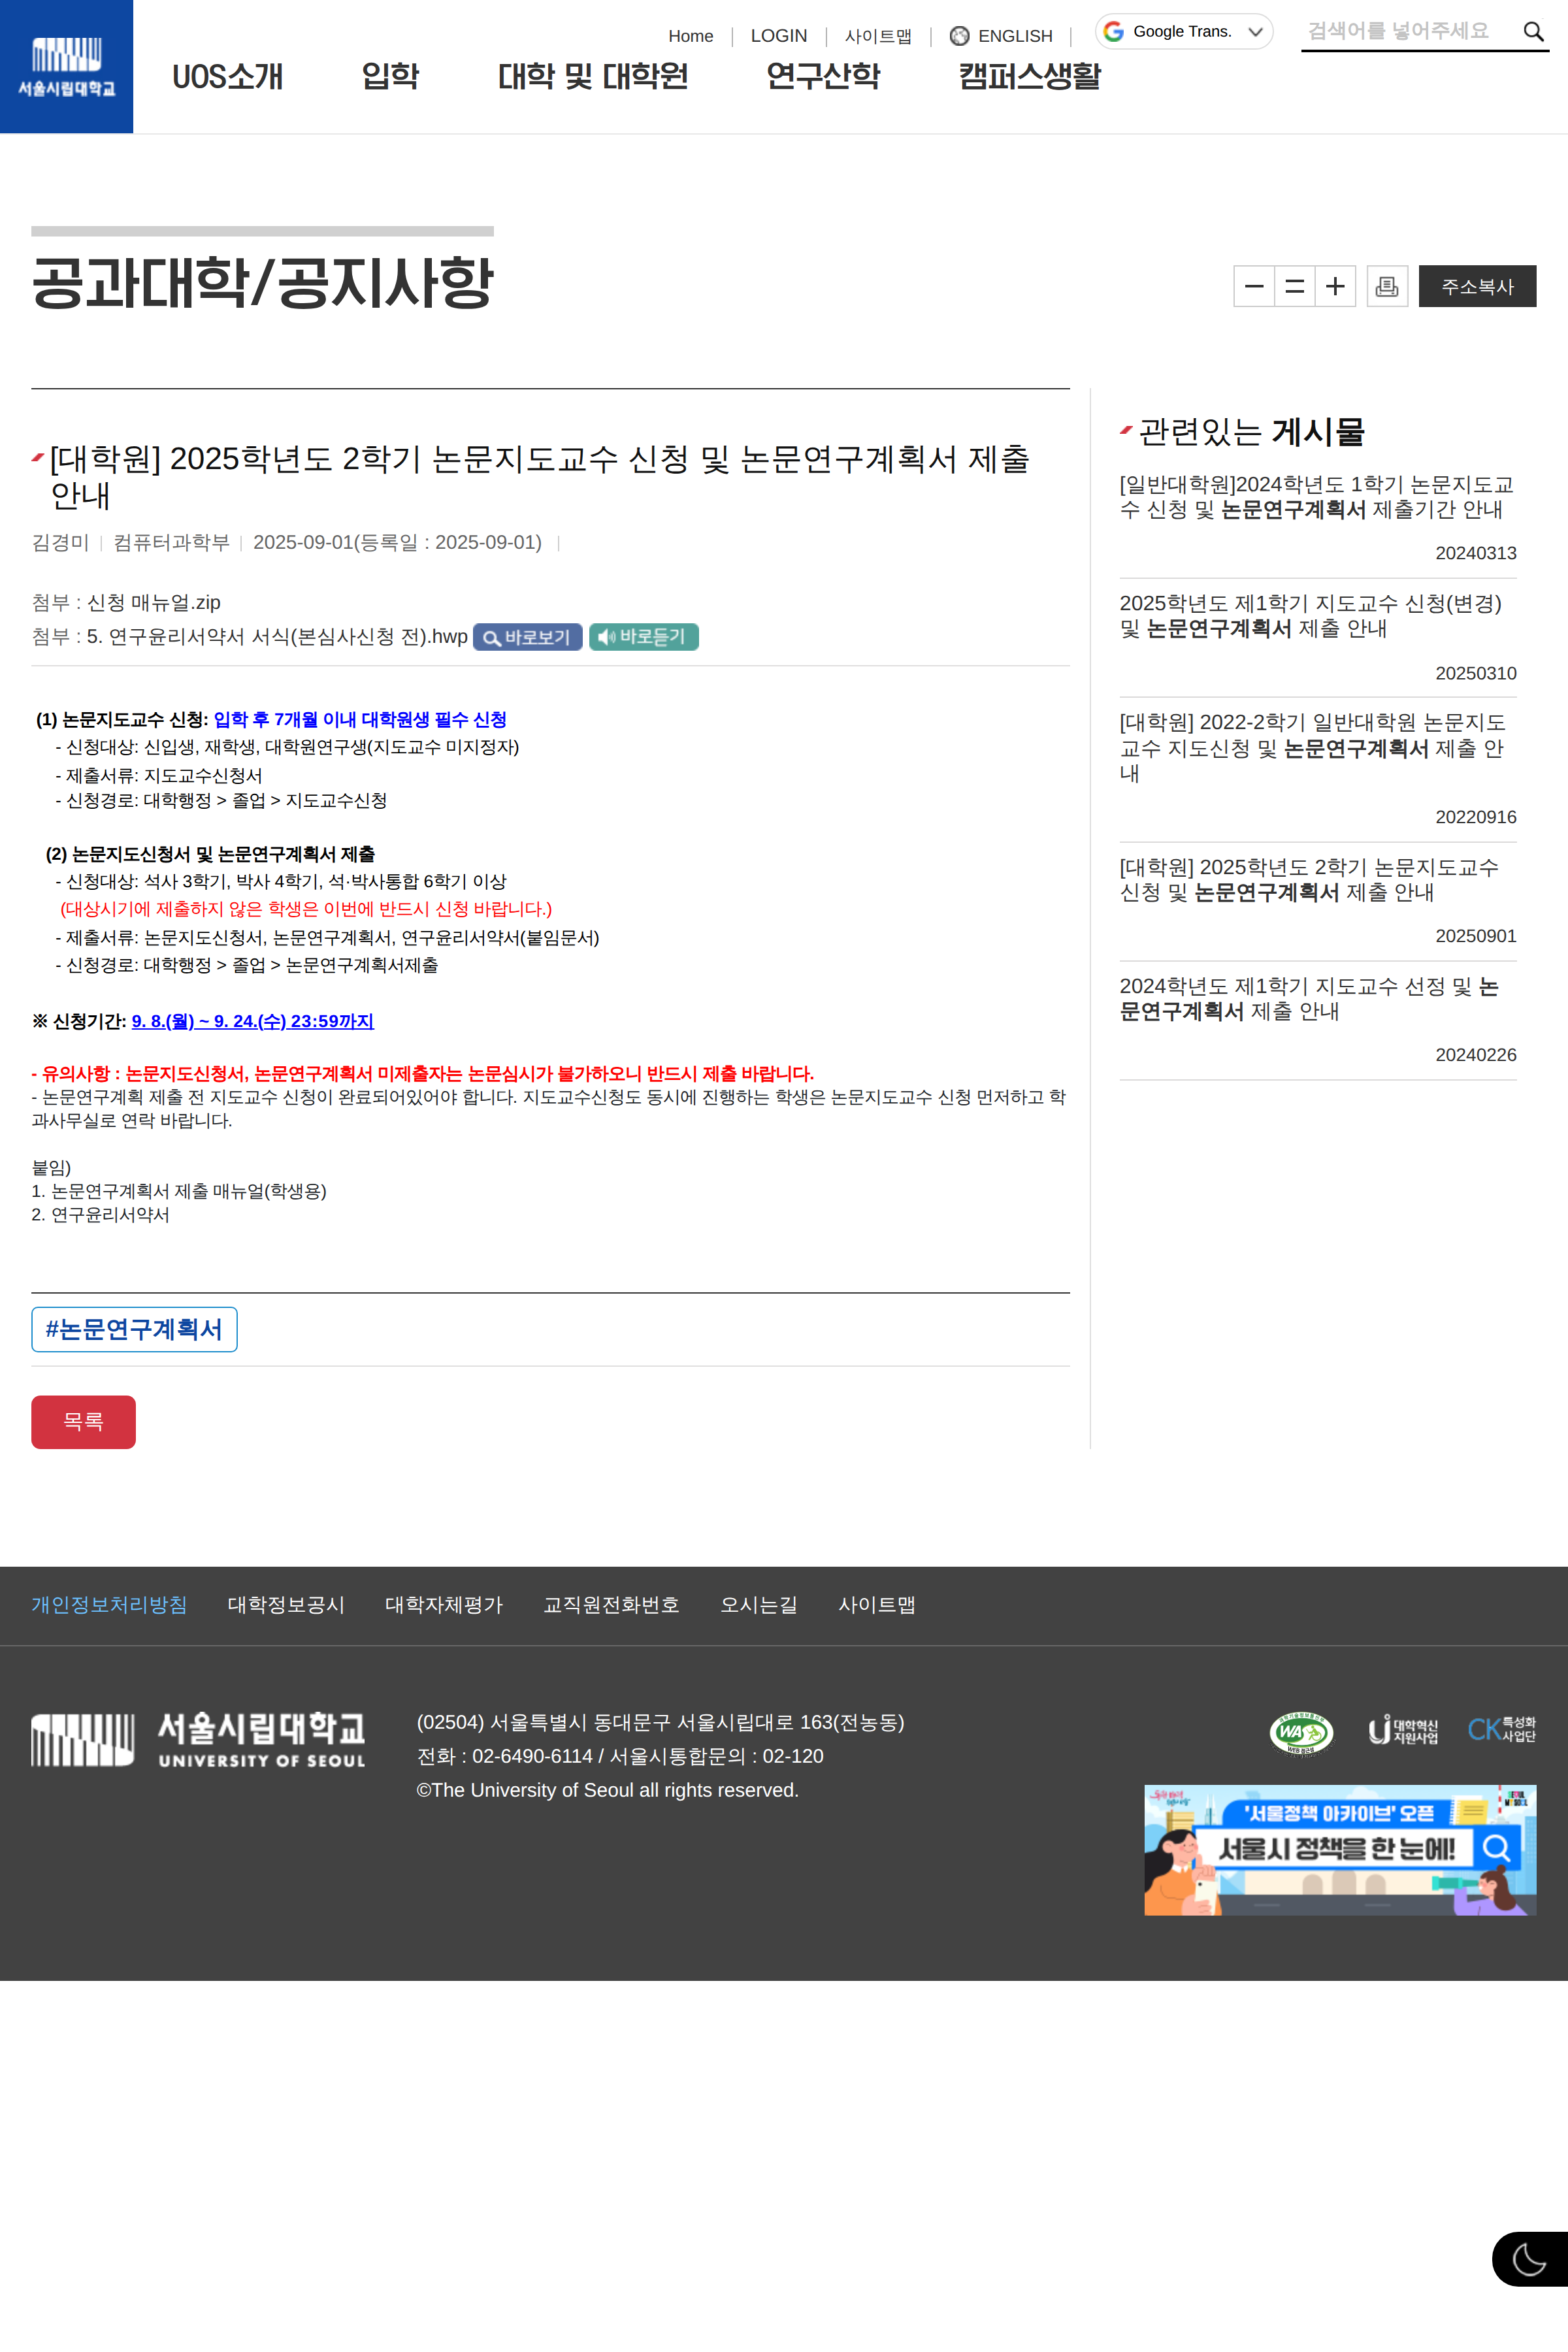 서울시립대학교
Home
LOGIN
사이트맵
ENGLISH
Google Trans.
검색어를 넣어주세요
UOS소개
입학
대학 및 대학원
연구산학
캠퍼스생활
공과대학/공지사항
주소복사
[대학원] 2025학년도 2학기 논문지도교수 신청 및 논문연구계획서 제출
안내
김경미
컴퓨터과학부
2025-09-01(등록일 : 2025-09-01)
첨부 : 신청 매뉴얼.zip
첨부 : 5. 연구윤리서약서 서식(본심사신청 전).hwp 바로보기 바로듣기
(1) 논문지도교수 신청: 입학 후 7개월 이내 대학원생 필수 신청
- 신청대상: 신입생, 재학생, 대학원연구생(지도교수 미지정자)
- 제출서류: 지도교수신청서
- 신청경로: 대학행정 > 졸업 > 지도교수신청
(2) 논문지도신청서 및 논문연구계획서 제출
- 신청대상: 석사 3학기, 박사 4학기, 석·박사통합 6학기 이상
(대상시기에 제출하지 않은 학생은 이번에 반드시 신청 바랍니다.)
- 제출서류: 논문지도신청서, 논문연구계획서, 연구윤리서약서(붙임문서)
- 신청경로: 대학행정 > 졸업 > 논문연구계획서제출
※ 신청기간: 9. 8.(월) ~ 9. 24.(수) 23:59까지
- 유의사항 : 논문지도신청서, 논문연구계획서 미제출자는 논문심사가 불가하오니 반드시 제출 바랍니다.
- 논문연구계획 제출 전 지도교수 신청이 완료되어있어야 합니다. 지도교수신청도 동시에 진행하는 학생은 논문지도교수 신청 먼저하고 학
과사무실로 연락 바랍니다.
붙임)
1. 논문연구계획서 제출 매뉴얼(학생용)
2. 연구윤리서약서
#논문연구계획서
목록
관련있는 게시물
[일반대학원]2024학년도 1학기 논문지도교
수 신청 및 논문연구계획서 제출기간 안내
20240313
2025학년도 제1학기 지도교수 신청(변경)
및 논문연구계획서 제출 안내
20250310
[대학원] 2022-2학기 일반대학원 논문지도
교수 지도신청 및 논문연구계획서 제출 안
내
20220916
[대학원] 2025학년도 2학기 논문지도교수
신청 및 논문연구계획서 제출 안내
20250901
2024학년도 제1학기 지도교수 선정 및 논
문연구계획서 제출 안내
20240226
개인정보처리방침
대학정보공시
대학자체평가
교직원전화번호
오시는길
사이트맵
서울시립대학교
UNIVERSITY OF SEOUL
(02504) 서울특별시 동대문구 서울시립대로 163(전농동)
전화 : 02-6490-6114 / 서울시통합문의 : 02-120
©The University of Seoul all rights reserved.
WA
WEB 접근성
대학혁신
지원사업
CK 특성화
사업단
'서울정책 아카이브' 오픈
서울시 정책을 한 눈에!